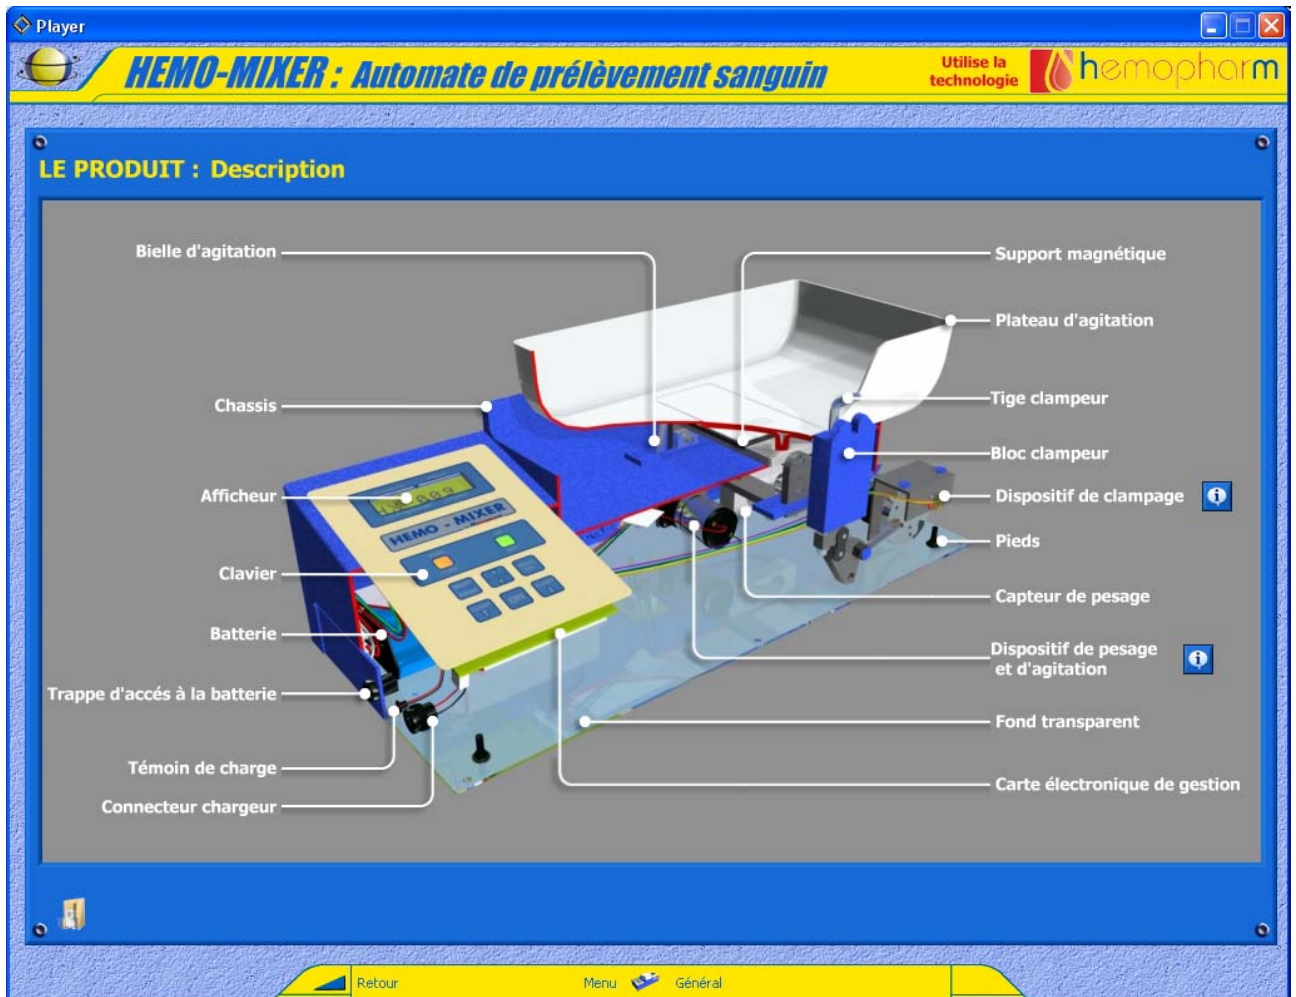 Player
HEMO-MIXER : Automate de prélèvement sanguin
Utilise la
technologie
hemopharm
LE PRODUIT : Description
Bielle d'agitation
Support magnétique
Plateau d'agitation
Chassis
Tige clampeur
Bloc clampeur
Afficheur
Dispositif de clampage
HEMO - MIXER
Pieds
Clavier
Capteur de pesage
Batterie
Dispositif de pesage
et d'agitation
Trappe d'accés à la batterie
Fond transparent
Témoin de charge
Carte électronique de gestion
Connecteur chargeur
Retour
Menu
Général